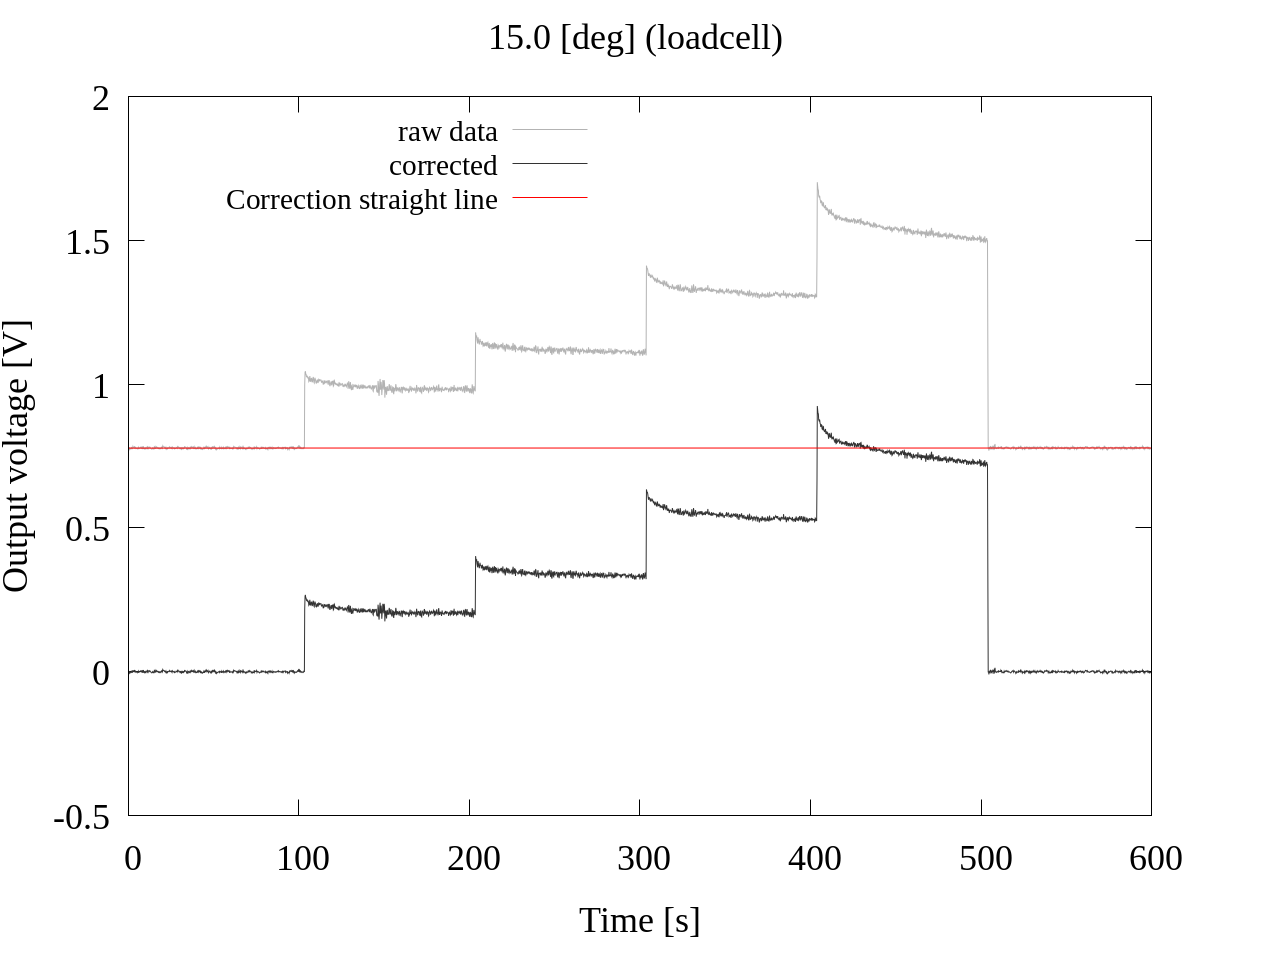 15.0 [deg] (loadcell)
raw data
corrected
Correction straight line
2
1.5
1
0.5
0
-0.5
Output voltage [V]
0 100 200 300 400 500 600
Time [s]